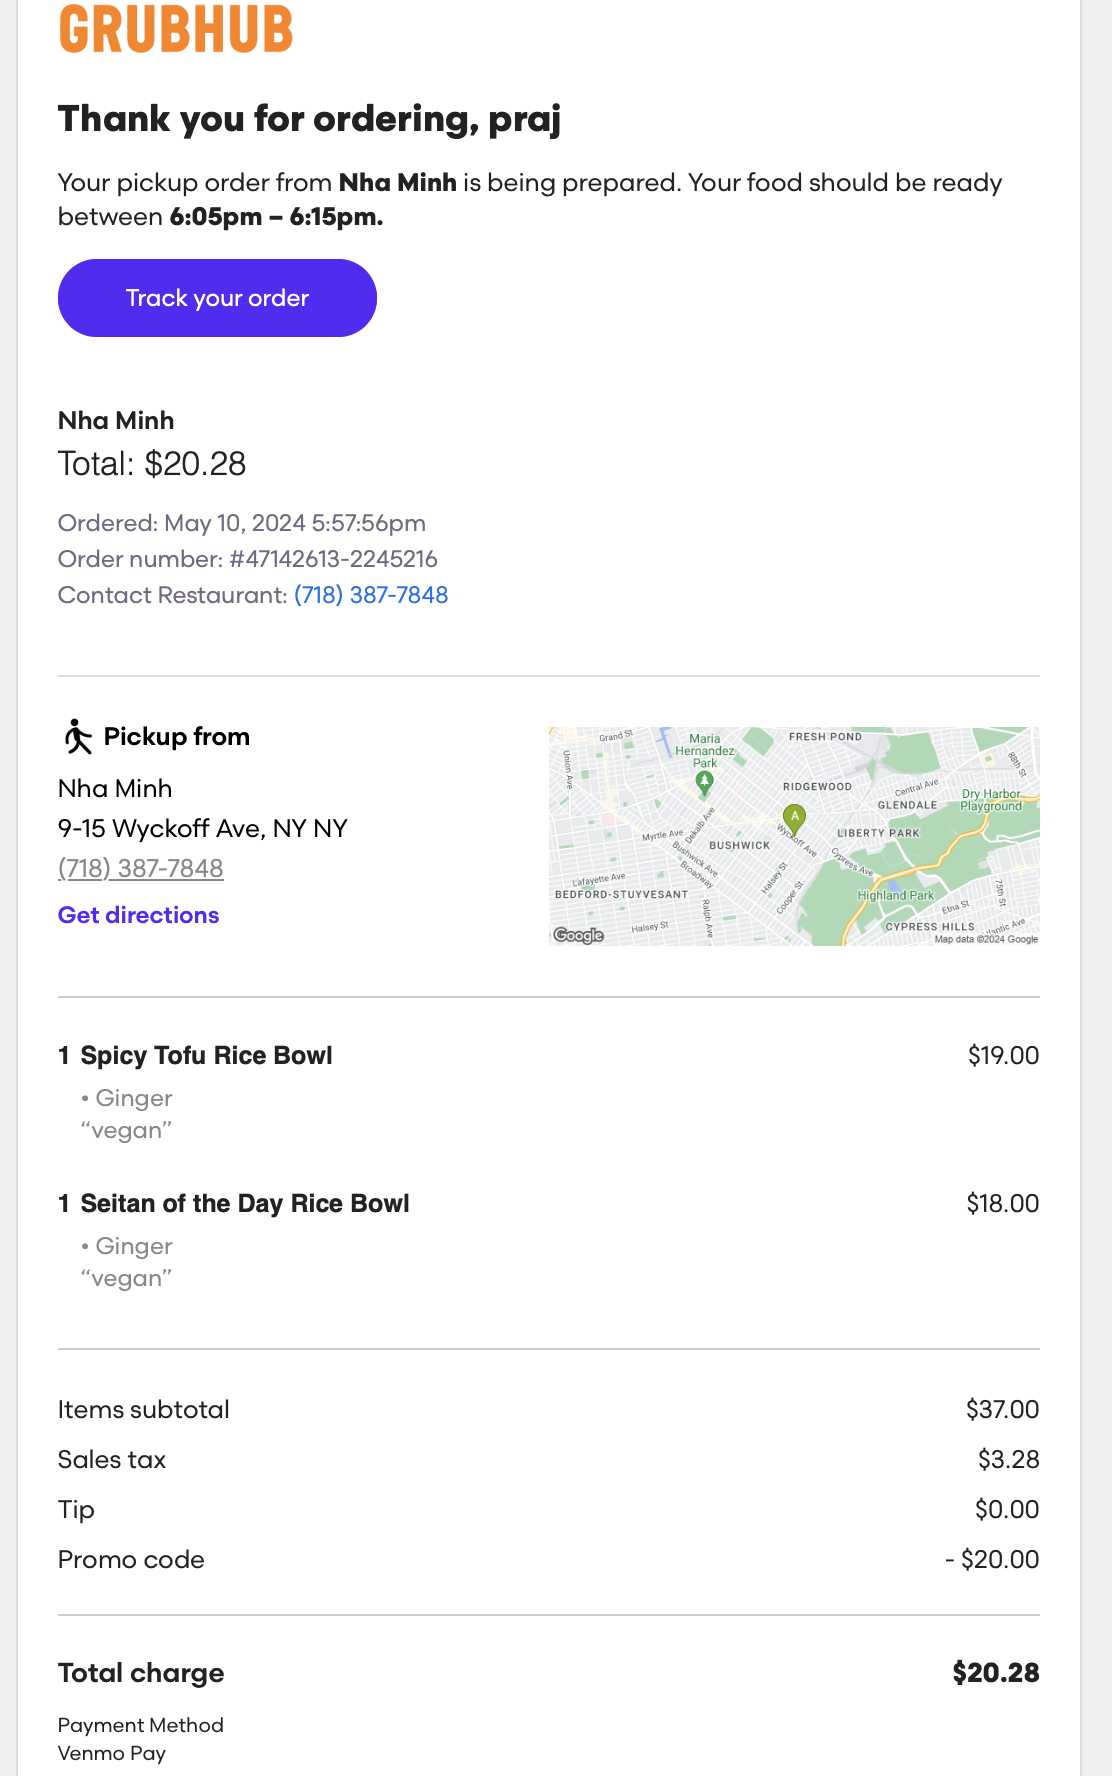 GRUBHUB
Thank you for ordering, praj
Your pickup order from Nha Minh is being prepared. Your food should be ready
between 6:05pm – 6:15pm.
Track your order
Nha Minh
Total: $20.28
Ordered: May 10, 2024 5:57:56pm
Order number: #47142613-2245216
Contact Restaurant: (718) 387-7848
Pickup from
Nha Minh
9-15 Wyckoff Ave, NY NY
(718) 387-7848
Get directions
Grand St
Union Ave
Maria
Hernandez
Park
FRESH POND
88th St
RIDGEWOOD
Central Ave
GLENDALE
Dry Harbor
Playground
A
Myrtle Ave
Dekalb Ave
BUSHWICK
Wyckoff Ave
LIBERTY PARK
Bushwick Ave
Broadway
Cypress Ave
Halsey St
Lafayette Ave
BEDFORD-STUYVESANT
Ralph Ave
Cooper St
Highland Park
75th St
Etna St
Halsey St
CYPRESS HILLS
lantic Ave
Google
Map data ©2024 Google
1 Spicy Tofu Rice Bowl $19.00
• Ginger
“vegan”
1 Seitan of the Day Rice Bowl $18.00
• Ginger
“vegan”
Items subtotal $37.00
Sales tax $3.28
Tip $0.00
Promo code - $20.00
Total charge $20.28
Payment Method
Venmo Pay